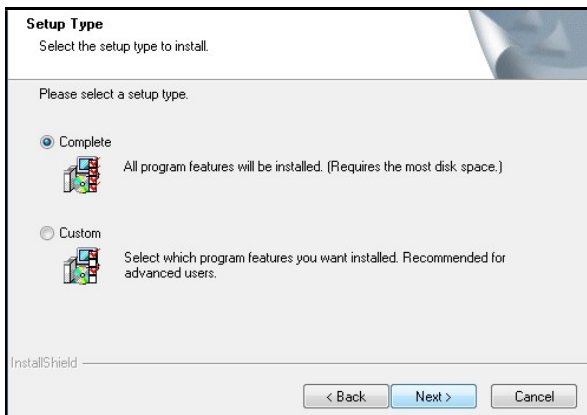 Setup Type
Select the setup type to install.
Please select a setup type.
Complete
All program features will be installed. (Requires the most disk space.)
Custom
Select which program features you want installed. Recommended for
advanced users.
InstallShield
< Back
Next >
Cancel